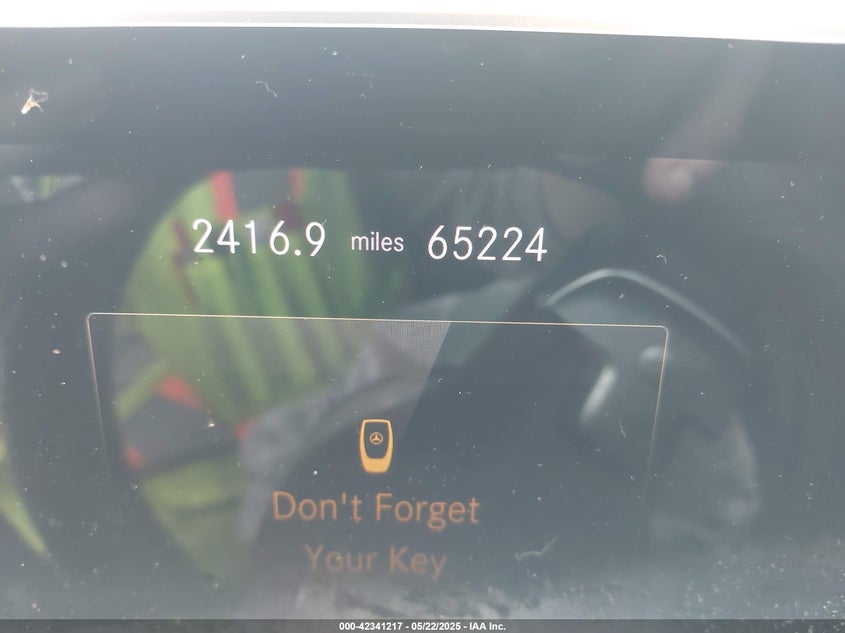 2416.9 miles 65224
Don't Forget
Your Key
000-42341217 - 05/22/2025 - IAA Inc.